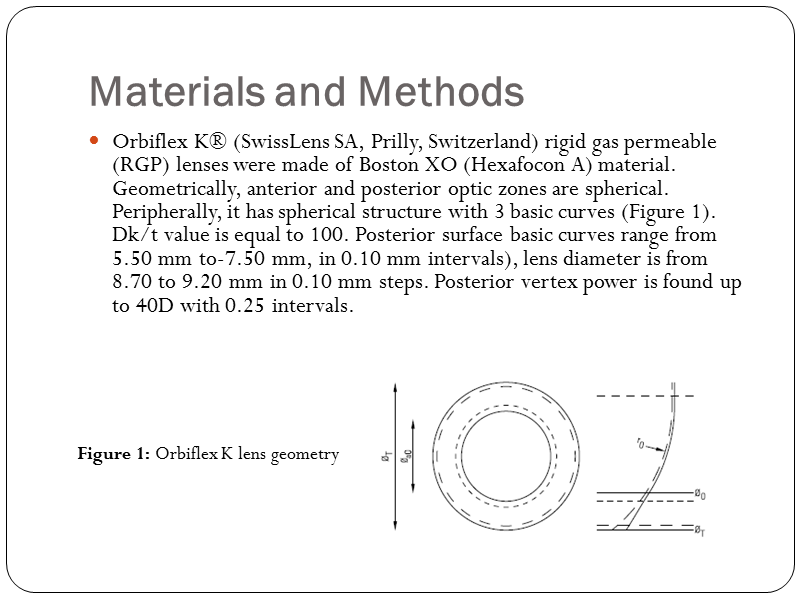 Materials and Methods
• Orbiflex K® (SwissLens SA, Prilly, Switzerland) rigid gas permeable
(RGP) lenses were made of Boston XO (Hexafocon A) material.
Geometrically, anterior and posterior optic zones are spherical.
Peripherally, it has spherical structure with 3 basic curves (Figure 1).
Dk/t value is equal to 100. Posterior surface basic curves range from
5.50 mm to-7.50 mm, in 0.10 mm intervals), lens diameter is from
8.70 to 9.20 mm in 0.10 mm steps. Posterior vertex power is found up
to 40D with 0.25 intervals.
Figure 1: Orbiflex K lens geometry
ØT
r0
Ø0
ØT